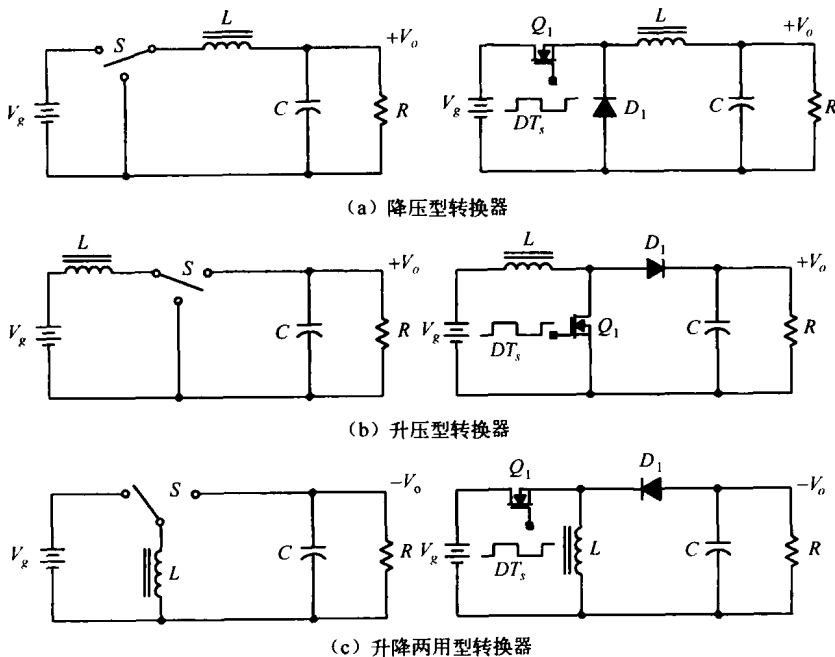 L
S
+V_o
V_g
C
R
Q_1
L
+V_o
V_g
DT_s
D_1
C
R
(a) 降压型转换器
L
S
+V_o
V_g
C
R
L
D_1
+V_o
V_g
DT_s
Q_1
C
R
(b) 升压型转换器
S
-V_o
V_g
L
C
R
Q_1
D_1
-V_o
V_g
DT_s
L
C
R
(c) 升降两用型转换器